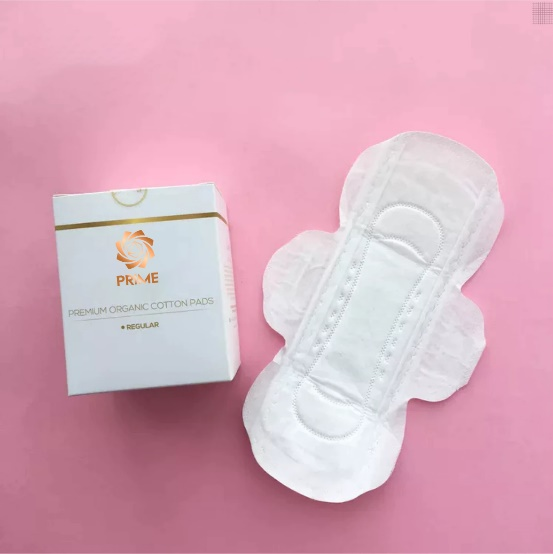 PRIME
PREMIUM ORGANIC COTTON PADS
REGULAR